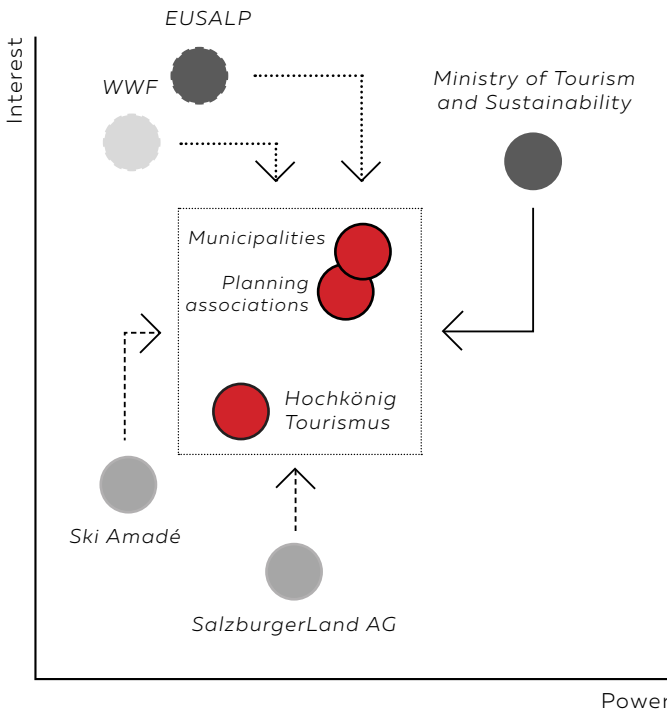 EUSALP
Interest
WWF
Ministry of Tourism
and Sustainability
Municipalities
Planning
associations
Hochkönig
Tourismus
Ski Amadé
SalzburgerLand AG
Power